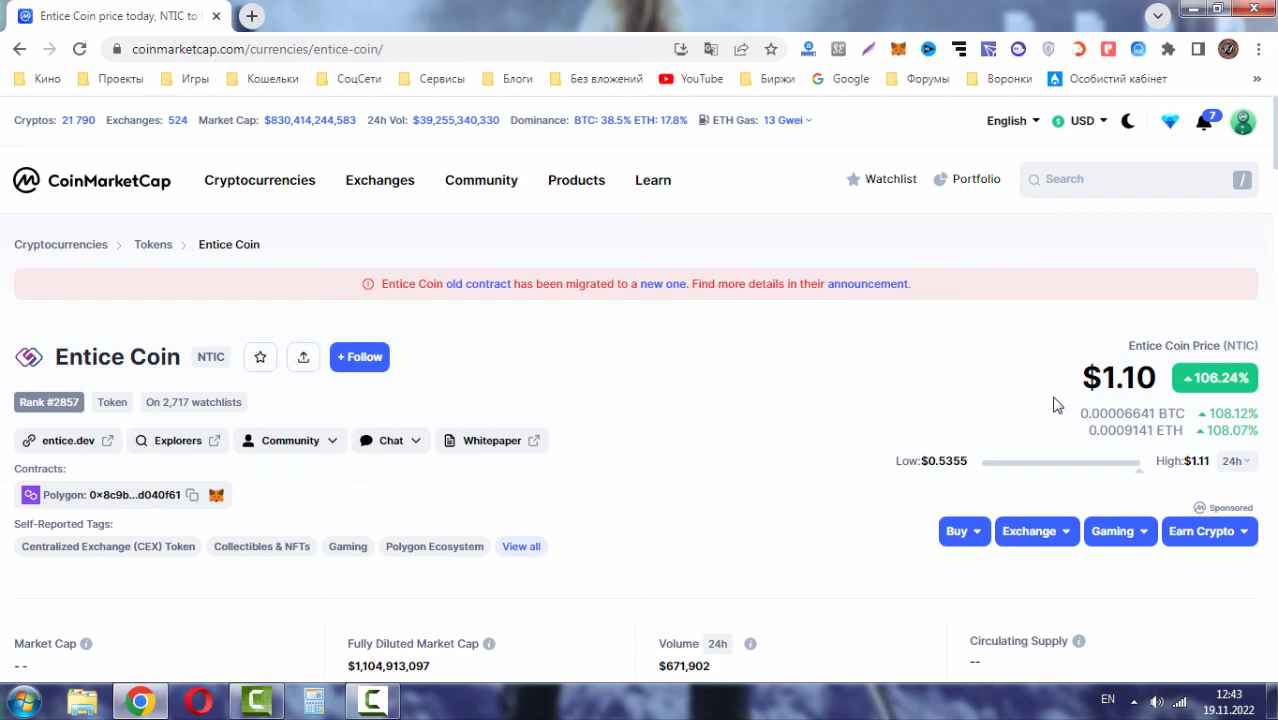 Entice Coin price today, NTIC to
coinmarketcap.com/currencies/entice-coin/
Кино Проекты Игры Кошельки СоцСети Сервисы Блоги Без вложений YouTube Биржи Google Форумы Воронки Особистий кабінет »
Cryptos: 21 790 Exchanges: 524 Market Cap: $830,414,244,583 24h Vol: $39,255,340,330 Dominance: BTC: 38.5% ETH: 17.8% ETH Gas: 13 Gwei English USD 7
CoinMarketCap Cryptocurrencies Exchanges Community Products Learn Watchlist Portfolio Search /
Cryptocurrencies > Tokens > Entice Coin
Entice Coin old contract has been migrated to a new one. Find more details in their announcement.
Entice Coin Price (NTIC)
Entice Coin NTIC + Follow
$1.10 106.24%
Rank #2857 Token On 2,717 watchlists
0.00006641 BTC 108.12%
0.0009141 ETH 108.07%
entice.dev Explorers Community Chat Whitepaper
Low:$0.5355 High:$1.11 24h
Contracts:
Polygon: 0x8c9b...d040f61
Sponsored
Self-Reported Tags:
Buy Exchange Gaming Earn Crypto
Centralized Exchange (CEX) Token Collectibles & NFTs Gaming Polygon Ecosystem View all
Market Cap Fully Diluted Market Cap Volume 24h Circulating Supply
- - $1,104,913,097 $671,902 --
EN 12:43
19.11.2022